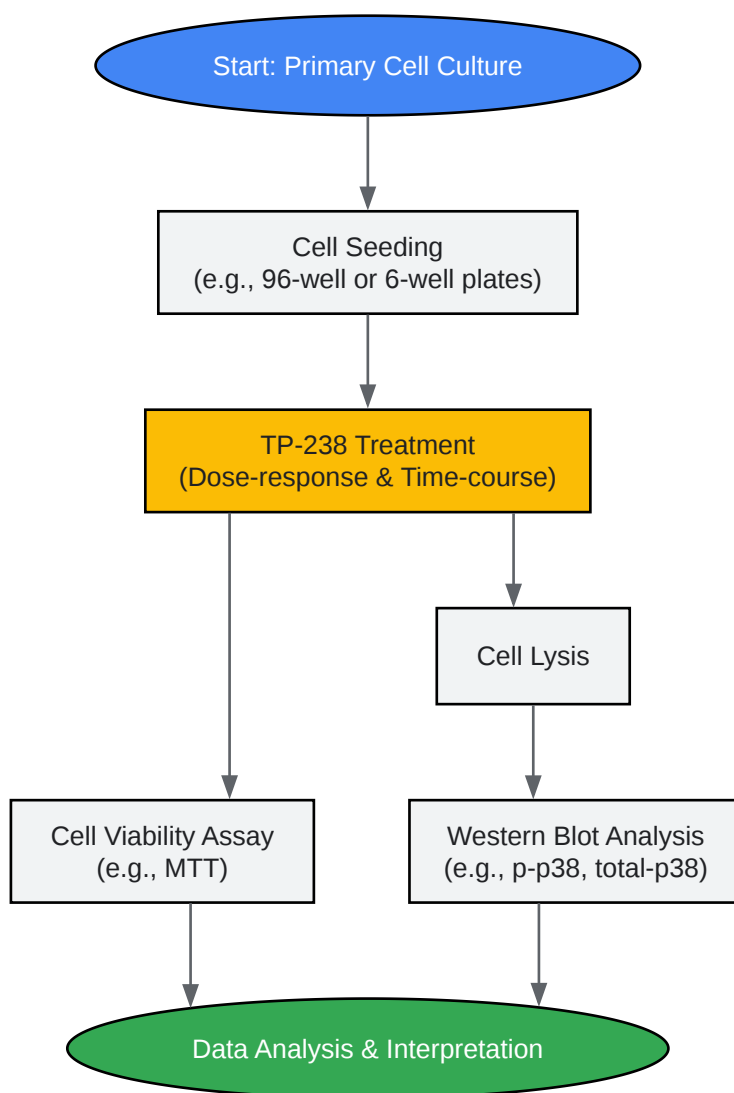 Start: Primary Cell Culture
Cell Seeding
(e.g., 96-well or 6-well plates)
TP-238 Treatment
(Dose-response & Time-course)
Cell Lysis
Cell Viability Assay
(e.g., MTT)
Western Blot Analysis
(e.g., p-p38, total-p38)
Data Analysis & Interpretation